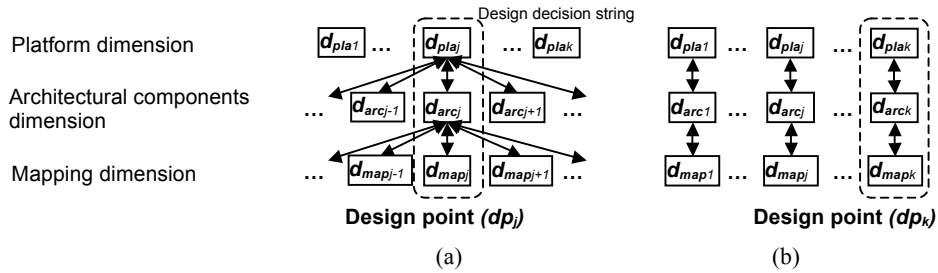 Design decision string
Platform dimension d_pla1 ... d_plaj ... d_plak d_pla1 ... d_plaj ... d_plak
Architectural components dimension ... d_arcj-1 d_arcj d_arcj+1 ... d_arc1 ... d_arcj ... d_arck
Mapping dimension ... d_mapj-1 d_mapj d_mapj+1 ... d_map1 ... d_mapj ... d_mapk
Design point (dp_j) Design point (dp_k)
(a) (b)